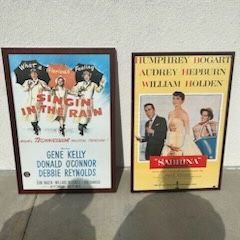 What a Glorious Feeling
SINGIN'
IN THE RAIN
TECHNICOLOR MUSICAL
GENE KELLY
DONALD O'CONNOR
DEBBIE REYNOLDS
HUMPHREY BOGART
AUDREY HEPBURN
WILLIAM HOLDEN
"SABRINA"